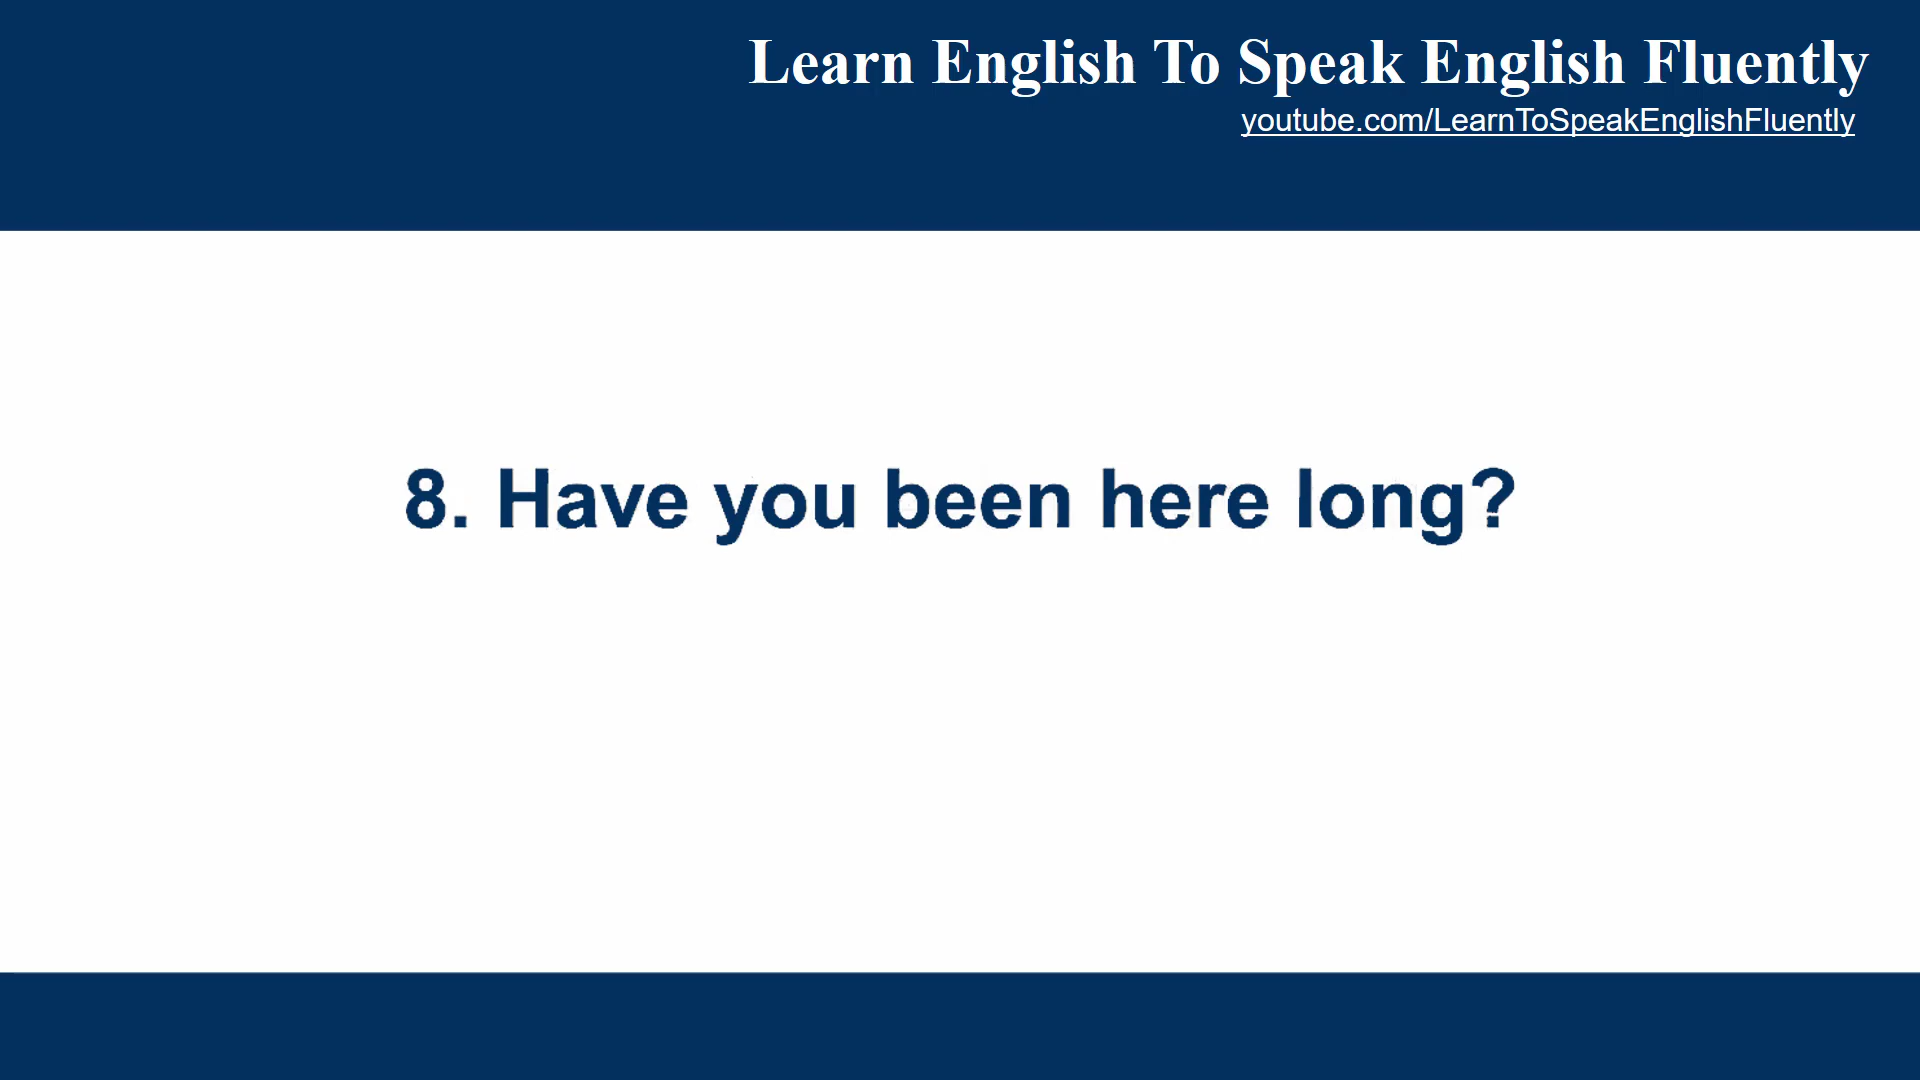 Learn English To Speak English Fluently
youtube.com/LearnToSpeakEnglishFluently
8. Have you been here long?